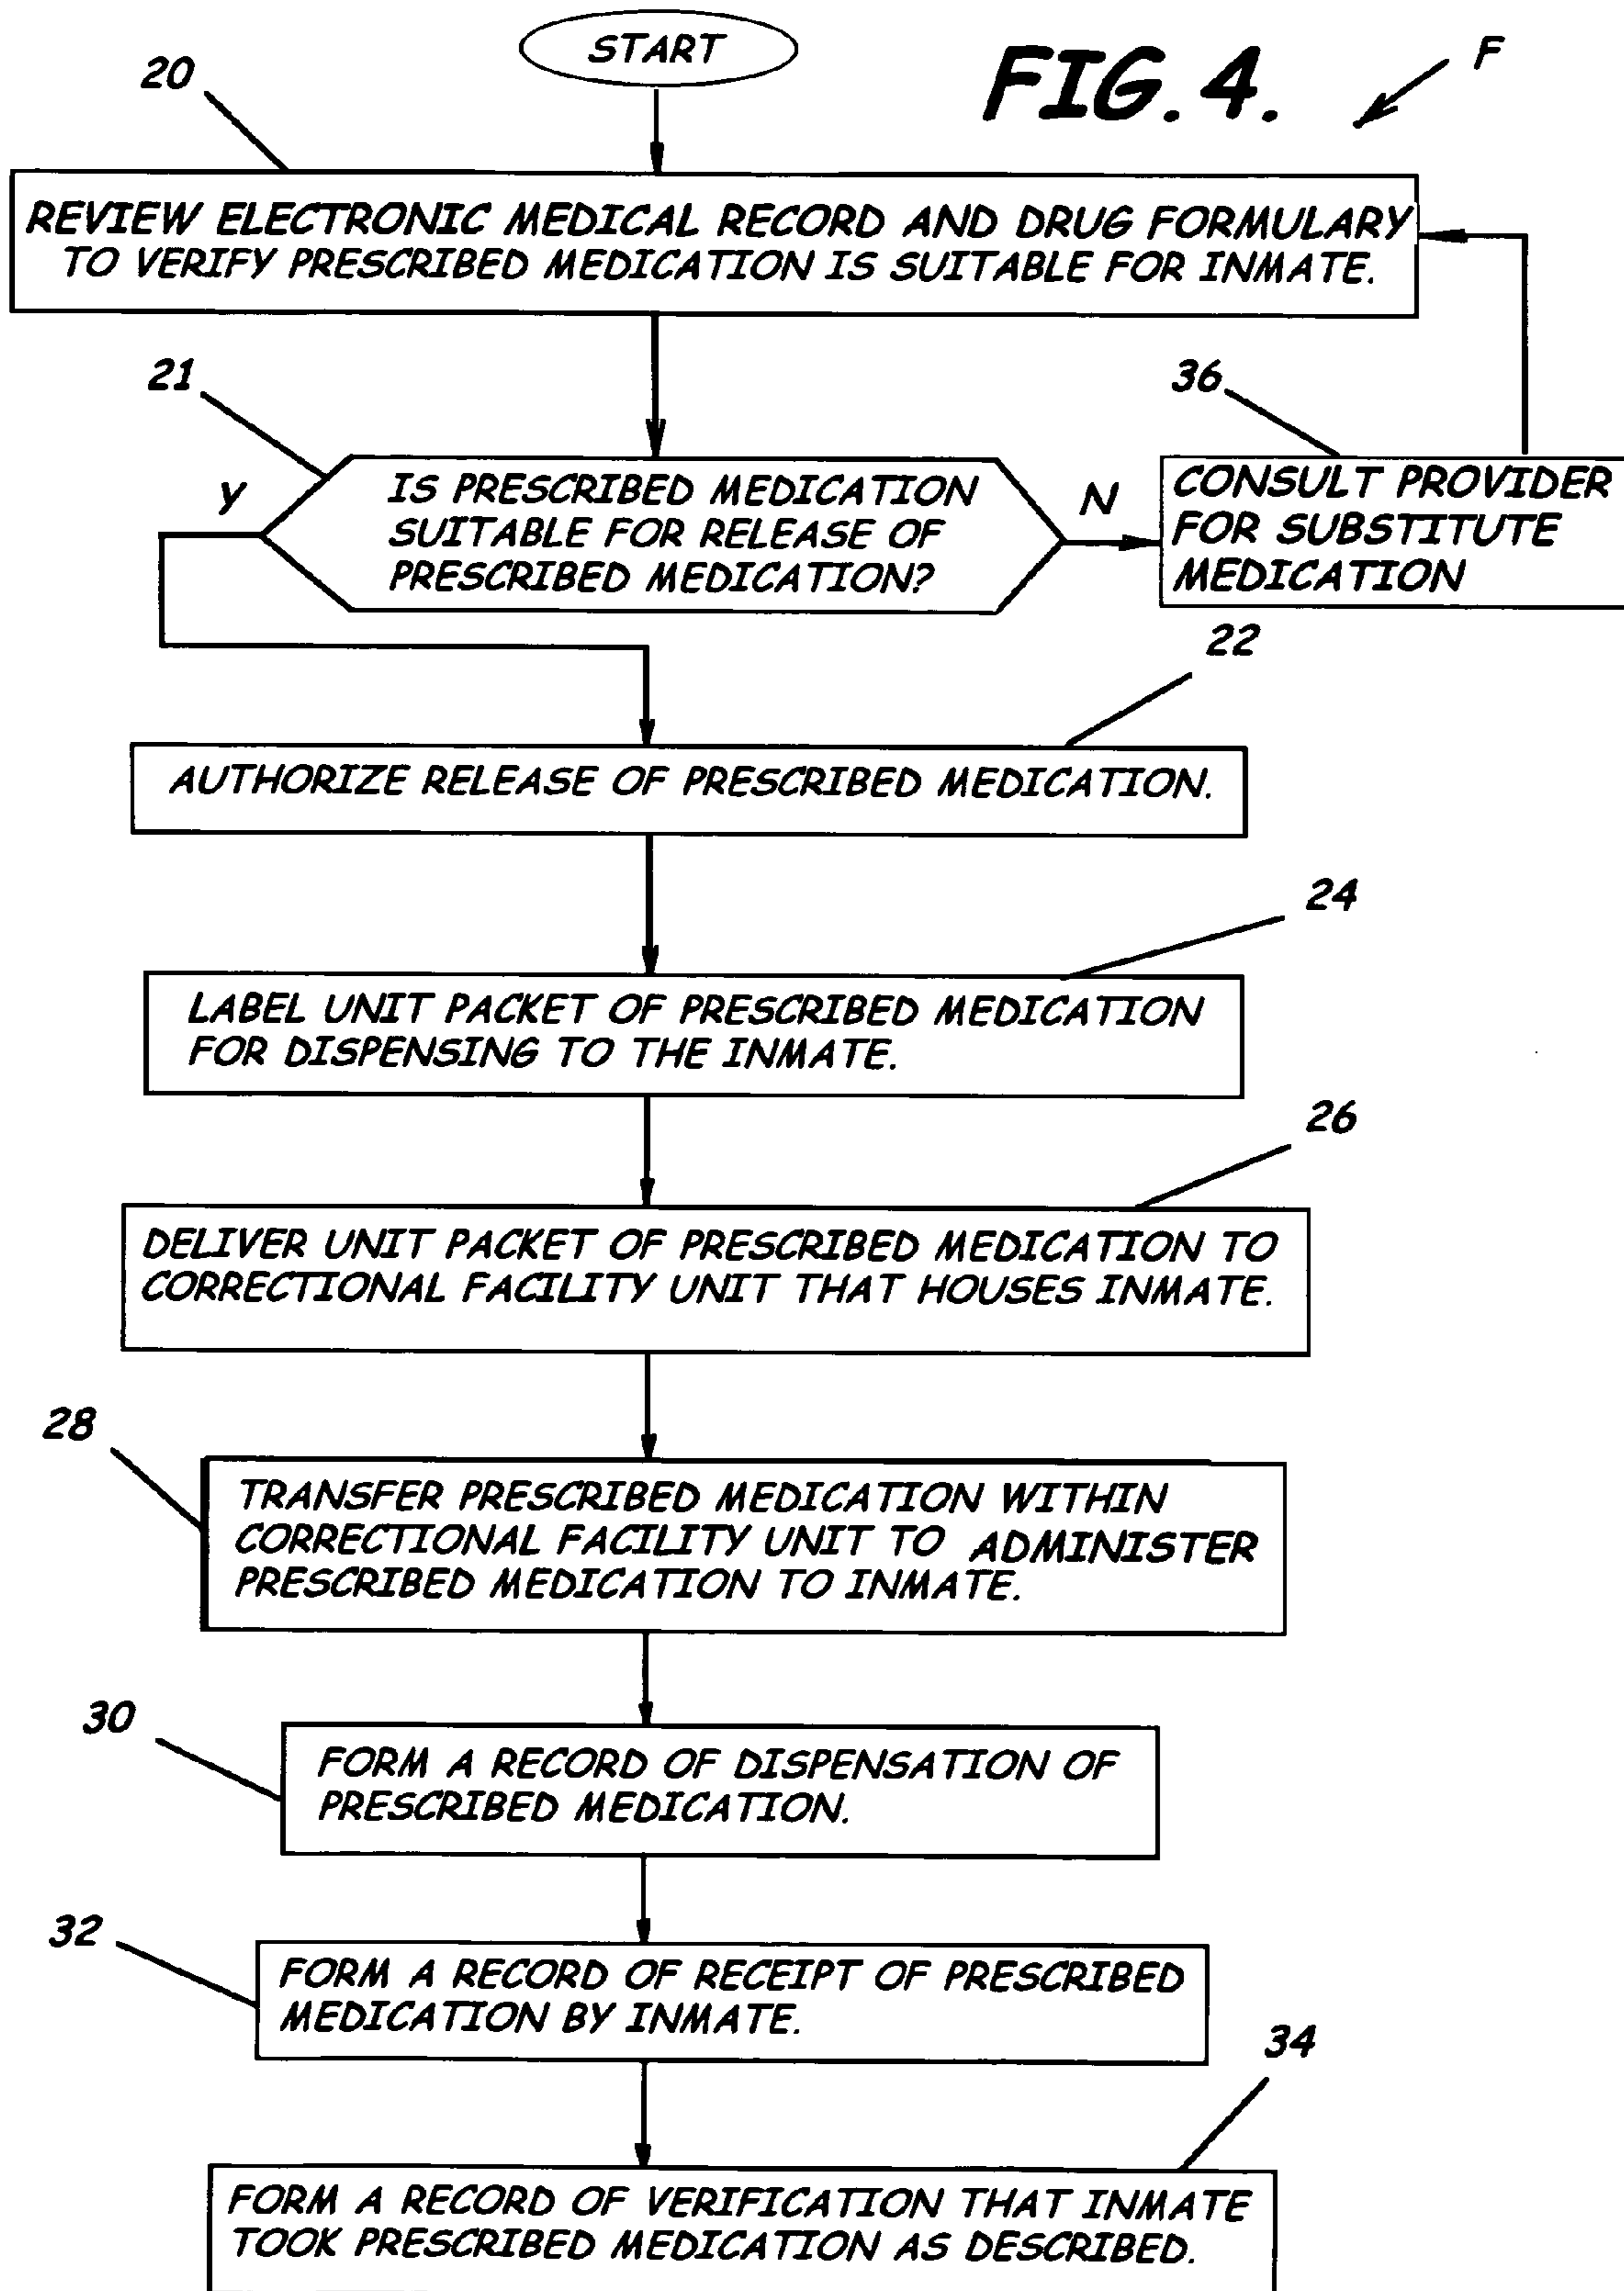 START
FIG. 4.
F
20
REVIEW ELECTRONIC MEDICAL RECORD AND DRUG FORMULARY
TO VERIFY PRESCRIBED MEDICATION IS SUITABLE FOR INMATE.
21
36
Y
IS PRESCRIBED MEDICATION
SUITABLE FOR RELEASE OF
PRESCRIBED MEDICATION?
N
CONSULT PROVIDER
FOR SUBSTITUTE
MEDICATION
22
AUTHORIZE RELEASE OF PRESCRIBED MEDICATION.
24
LABEL UNIT PACKET OF PRESCRIBED MEDICATION
FOR DISPENSING TO THE INMATE.
26
DELIVER UNIT PACKET OF PRESCRIBED MEDICATION TO
CORRECTIONAL FACILITY UNIT THAT HOUSES INMATE.
28
TRANSFER PRESCRIBED MEDICATION WITHIN
CORRECTIONAL FACILITY UNIT TO ADMINISTER
PRESCRIBED MEDICATION TO INMATE.
30
FORM A RECORD OF DISPENSATION OF
PRESCRIBED MEDICATION.
32
FORM A RECORD OF RECEIPT OF PRESCRIBED
MEDICATION BY INMATE.
34
FORM A RECORD OF VERIFICATION THAT INMATE
TOOK PRESCRIBED MEDICATION AS DESCRIBED.